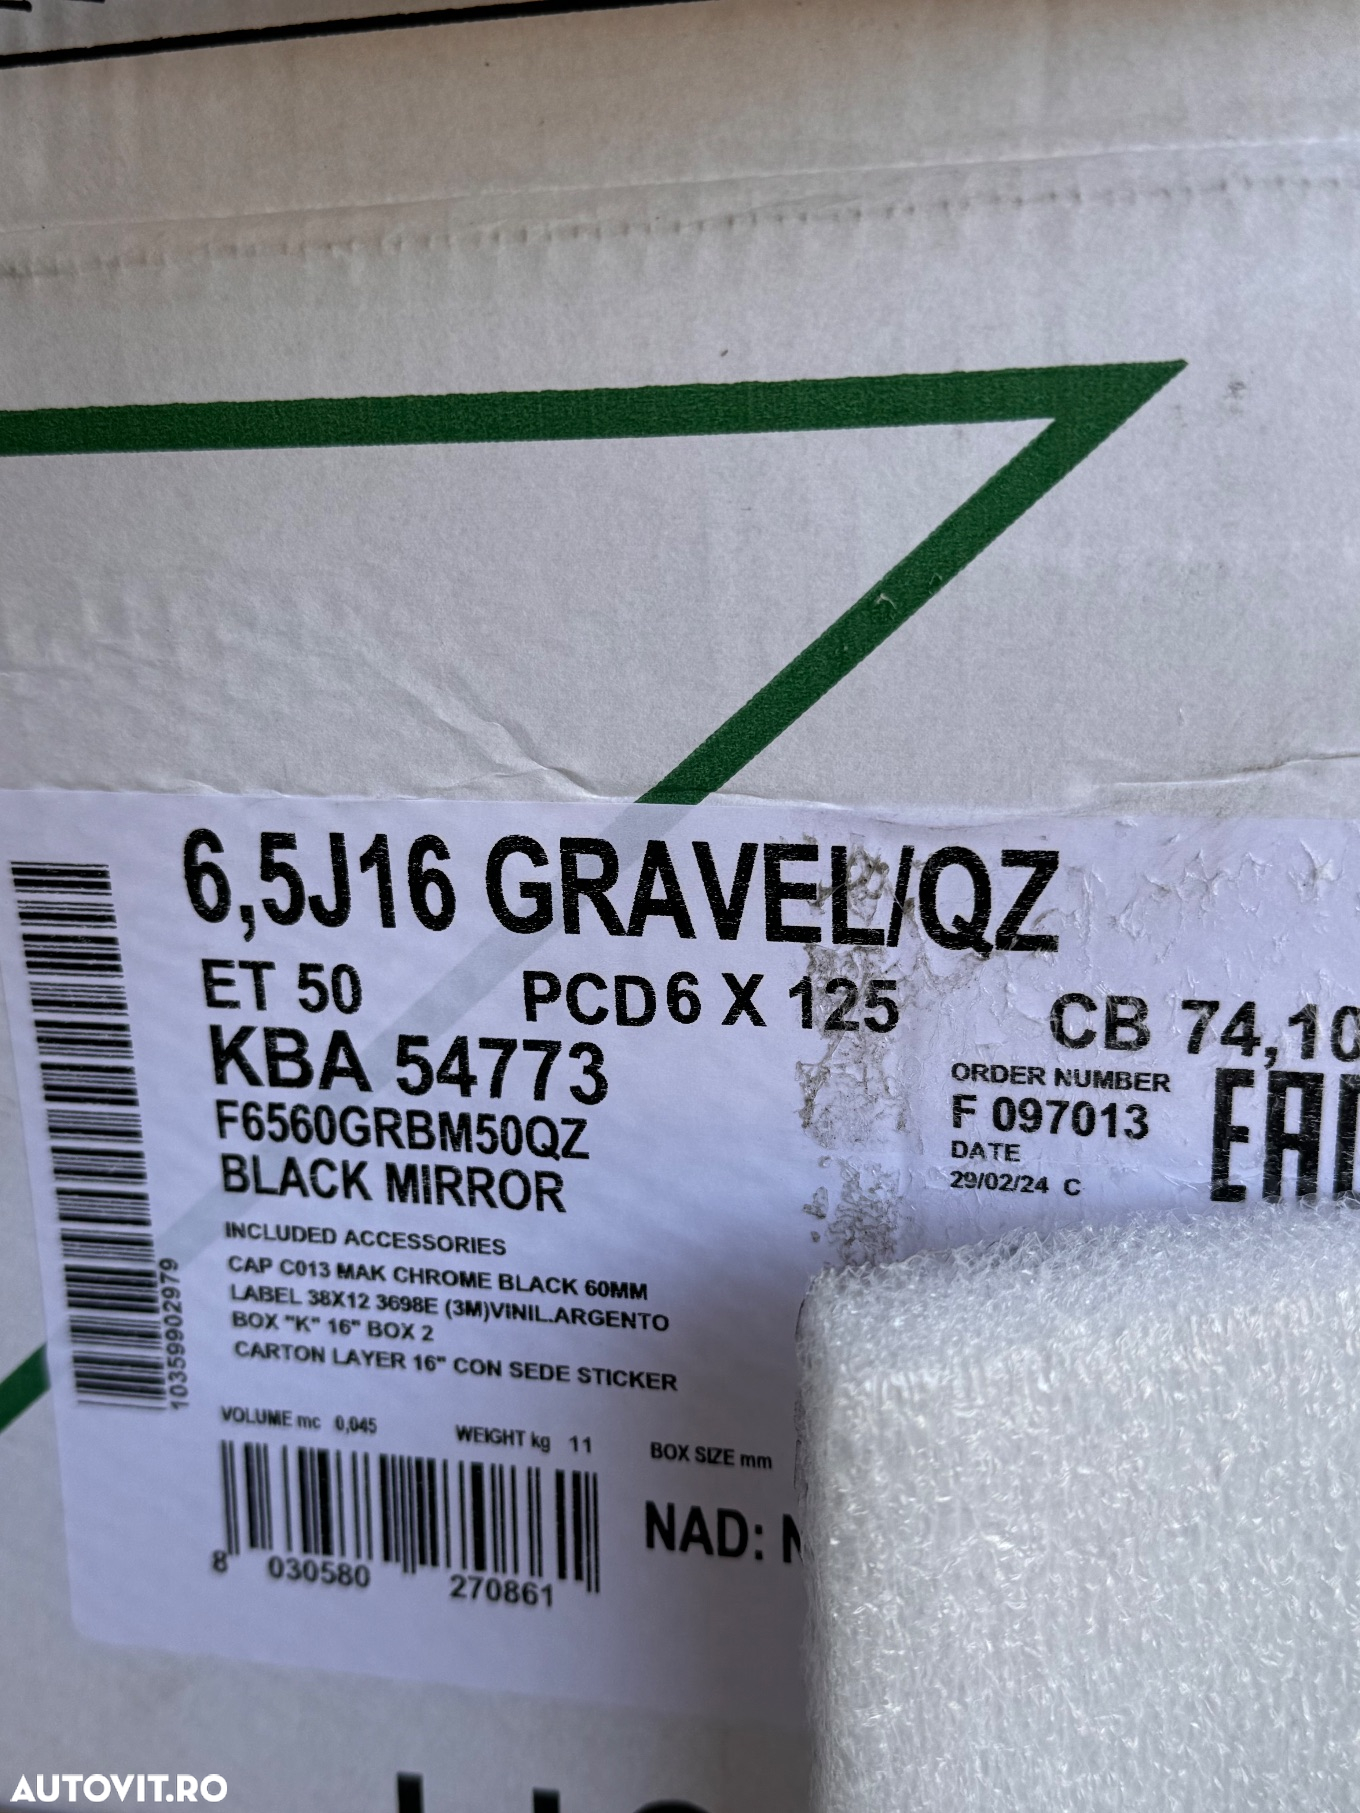 6,5J16 GRAVEL/QZ
ET 50 PCD 6 X 125 CB 74,10
KBA 54773
F6560GRBM50QZ
BLACK MIRROR
ORDER NUMBER
F 097013
DATE
29/02/24 C
EAC
INCLUDED ACCESSORIES
CAP C013 MAK CHROME BLACK 60MM
LABEL 38X12 3698E (3M)VINIL.ARGENTO
BOX "K" 16" BOX 2
CARTON LAYER 16" CON SEDE STICKER
10359902979
VOLUME mc 0,045 WEIGHT kg 11 BOX SIZE mm
NAD:
8 030580 270861
AUTOVIT.RO